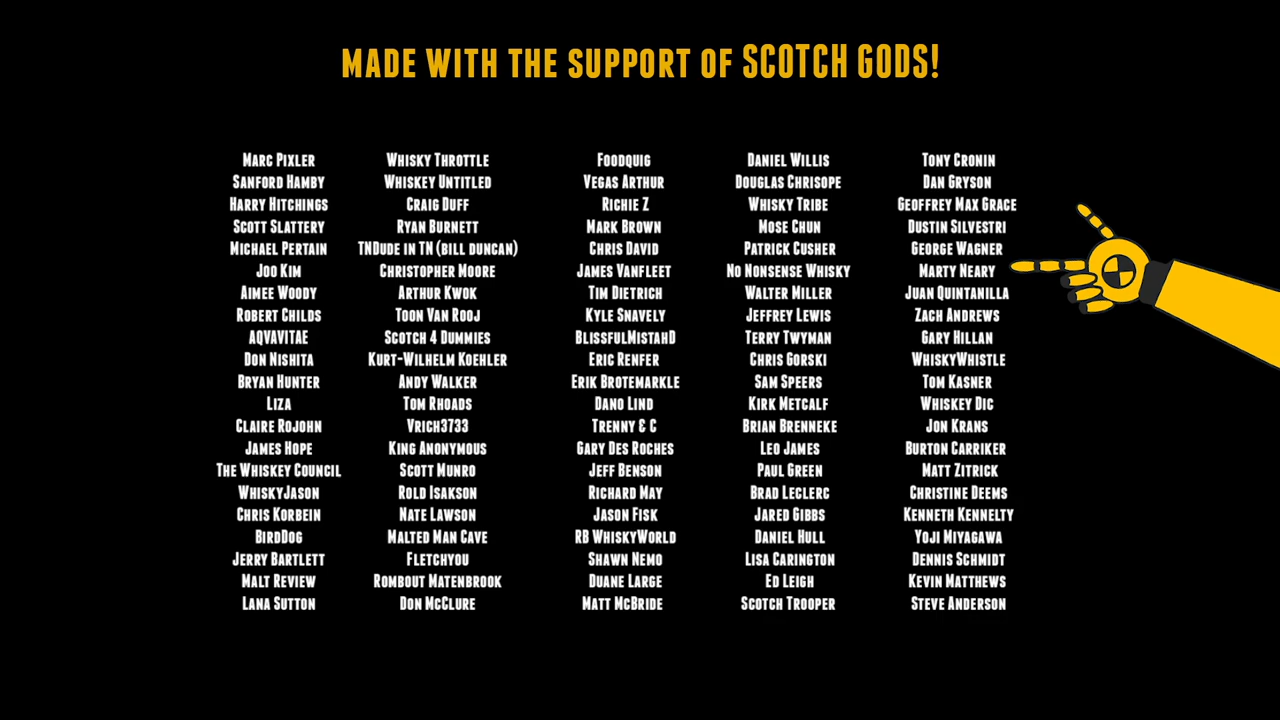 MADE WITH THE SUPPORT OF SCOTCH GODS!
MARC PIXLER
SANFORD HAMBY
HARRY HITCHINGS
SCOTT SLATTERY
MICHAEL PERTAIN
JOO KIM
AIMEE WOODY
ROBERT CHILDS
AQVAVITAE
DON NISHITA
BRYAN HUNTER
LIZA
CLAIRE ROJOHN
JAMES HOPE
THE WHISKEY COUNCIL
WHISKYJASON
CHRIS KORBEIN
BIRDDOG
JERRY BARTLETT
MALT REVIEW
LANA SUTTON
WHISKY THROTTLE
WHISKEY UNTITLED
CRAIG DUFF
RYAN BURNETT
TNDUDE IN TN (BILL DUNCAN)
CHRISTOPHER MOORE
ARTHUR KWOK
TOON VAN ROOJ
SCOTCH 4 DUMMIES
KURT-WILHELM KOEHLER
ANDY WALKER
TOM RHOADS
VRICH3733
KING ANONYMOUS
SCOTT MUNRO
ROLD ISAKSON
NATE LAWSON
MALTED MAN CAVE
FLETCHYOU
ROMBOUT MATENBROOK
DON MCCLURE
FOODQUIG
VEGAS ARTHUR
RICHIE Z
MARK BROWN
CHRIS DAVID
JAMES VANFLEET
TIM DIETRICH
KYLE SNAVELY
BLISSFULMISTAHD
ERIC RENFER
ERIK BROTEMARKLE
DANO LIND
TRENNY & C
GARY DES ROCHES
JEFF BENSON
RICHARD MAY
JASON FISK
RB WHISKYWORLD
SHAWN NEMO
DUANE LARGE
MATT MCBRIDE
DANIEL WILLIS
DOUGLAS CHRISOPE
WHISKY TRIBE
MOSE CHUN
PATRICK CUSHER
NO NONSENSE WHISKY
WALTER MILLER
JEFFREY LEWIS
TERRY TWYMAN
CHRIS GORSKI
SAM SPEERS
KIRK METCALF
BRIAN BRENNEKE
LEO JAMES
PAUL GREEN
BRAD LECLERC
JARED GIBBS
DANIEL HULL
LISA CARINGTON
ED LEIGH
SCOTCH TROOPER
TONY CRONIN
DAN GRYSON
GEOFFREY MAX GRACE
DUSTIN SILVESTRI
GEORGE WAGNER
MARTY NEARY
JUAN QUINTANILLA
ZACH ANDREWS
GARY HILLAN
WHISKYWHISTLE
TOM KASNER
WHISKEY DIC
JON KRANS
BURTON CARRIKER
MATT ZITRICK
CHRISTINE DEEMS
KENNETH KENNELTY
YOJI MIYAGAWA
DENNIS SCHMIDT
KEVIN MATTHEWS
STEVE ANDERSON